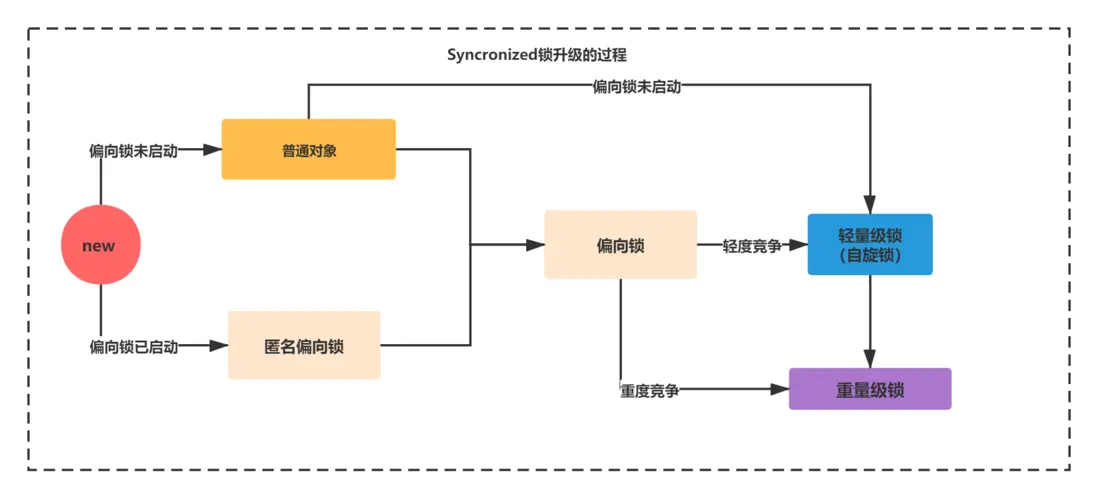 Syncronized锁升级的过程
偏向锁未启动
偏向锁未启动
普通对象
new
偏向锁
轻度竞争
轻量级锁
（自旋锁）
偏向锁已启动
匿名偏向锁
重度竞争
重量级锁